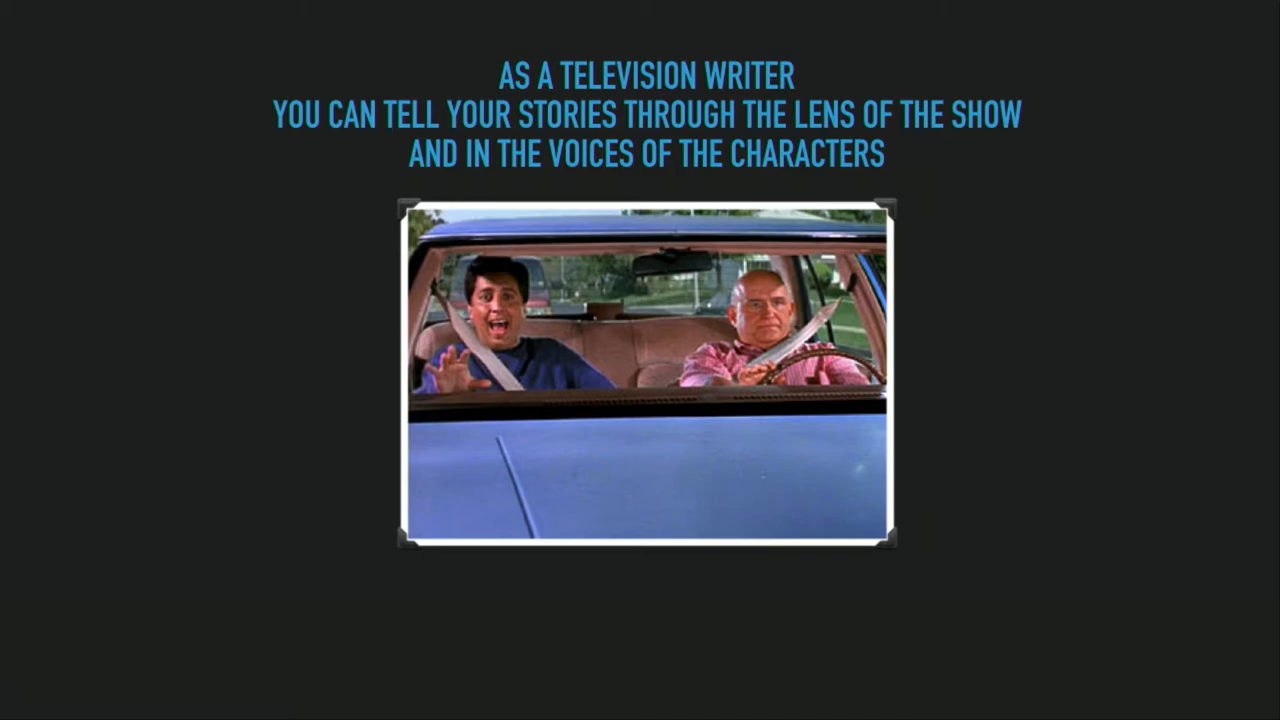 AS A TELEVISION WRITER
YOU CAN TELL YOUR STORIES THROUGH THE LENS OF THE SHOW
AND IN THE VOICES OF THE CHARACTERS